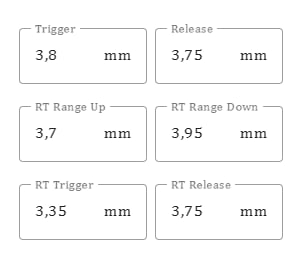 Trigger Release
3,8 mm 3,75 mm
RT Range Up RT Range Down
3,7 mm 3,95 mm
RT Trigger RT Release
3,35 mm 3,75 mm